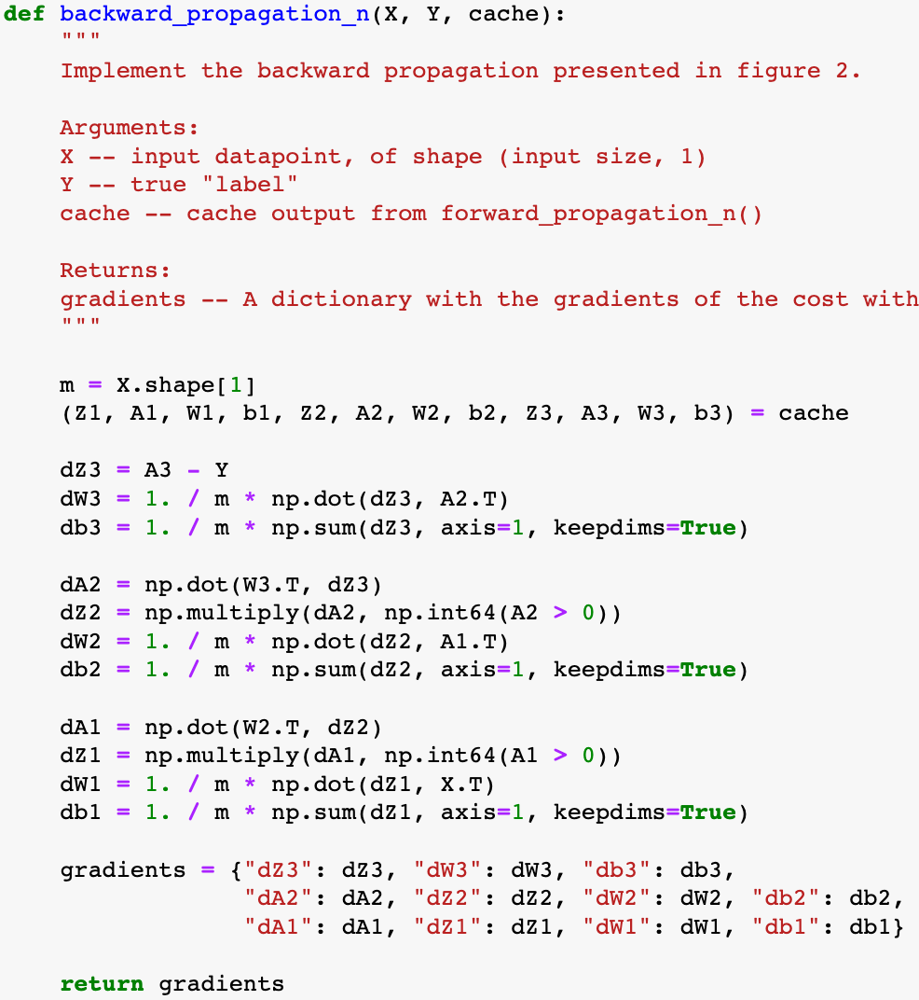 def backward_propagation_n(X, Y, cache):
    """
    Implement the backward propagation presented in figure 2.

    Arguments:
    X -- input datapoint, of shape (input size, 1)
    Y -- true "label"
    cache -- cache output from forward_propagation_n()

    Returns:
    gradients -- A dictionary with the gradients of the cost with
    """

    m = X.shape[1]
    (Z1, A1, W1, b1, Z2, A2, W2, b2, Z3, A3, W3, b3) = cache

    dZ3 = A3 - Y
    dW3 = 1. / m * np.dot(dZ3, A2.T)
    db3 = 1. / m * np.sum(dZ3, axis=1, keepdims=True)

    dA2 = np.dot(W3.T, dZ3)
    dZ2 = np.multiply(dA2, np.int64(A2 > 0))
    dW2 = 1. / m * np.dot(dZ2, A1.T)
    db2 = 1. / m * np.sum(dZ2, axis=1, keepdims=True)

    dA1 = np.dot(W2.T, dZ2)
    dZ1 = np.multiply(dA1, np.int64(A1 > 0))
    dW1 = 1. / m * np.dot(dZ1, X.T)
    db1 = 1. / m * np.sum(dZ1, axis=1, keepdims=True)

    gradients = {"dZ3": dZ3, "dW3": dW3, "db3": db3,
                 "dA2": dA2, "dZ2": dZ2, "dW2": dW2, "db2": db2,
                 "dA1": dA1, "dZ1": dZ1, "dW1": dW1, "db1": db1}

    return gradients